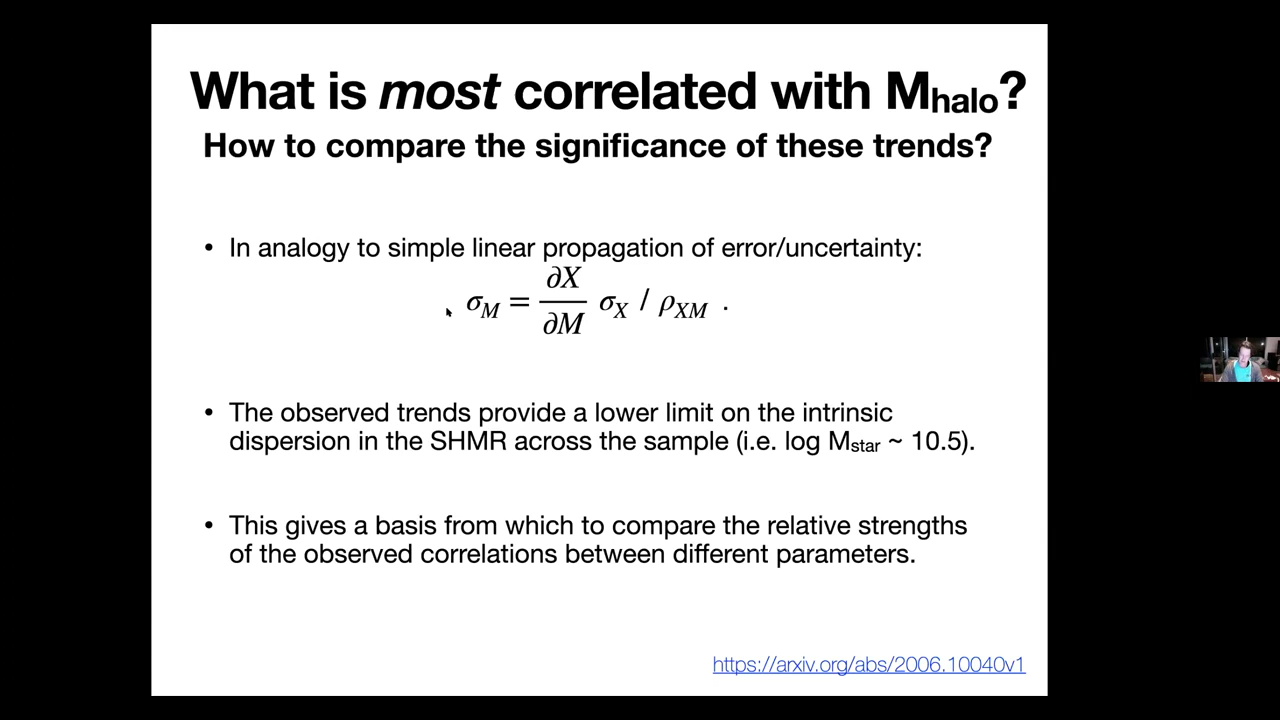 What is most correlated with Mhalo?
How to compare the significance of these trends?
• In analogy to simple linear propagation of error/uncertainty:
σ_M = ∂X/∂M σ_X / ρ_XM .
• The observed trends provide a lower limit on the intrinsic
dispersion in the SHMR across the sample (i.e. log Mstar ~ 10.5).
• This gives a basis from which to compare the relative strengths
of the observed correlations between different parameters.
https://arxiv.org/abs/2006.10040v1